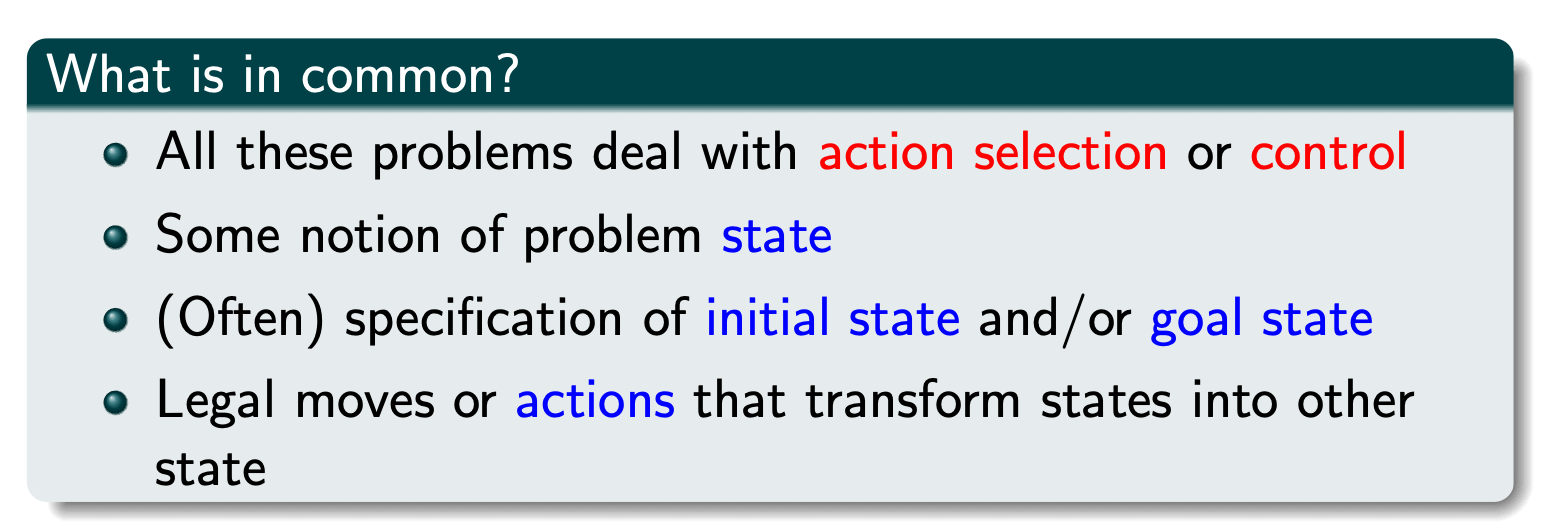 What is in common?
All these problems deal with action selection or control
Some notion of problem state
(Often) specification of initial state and/or goal state
Legal moves or actions that transform states into other
state